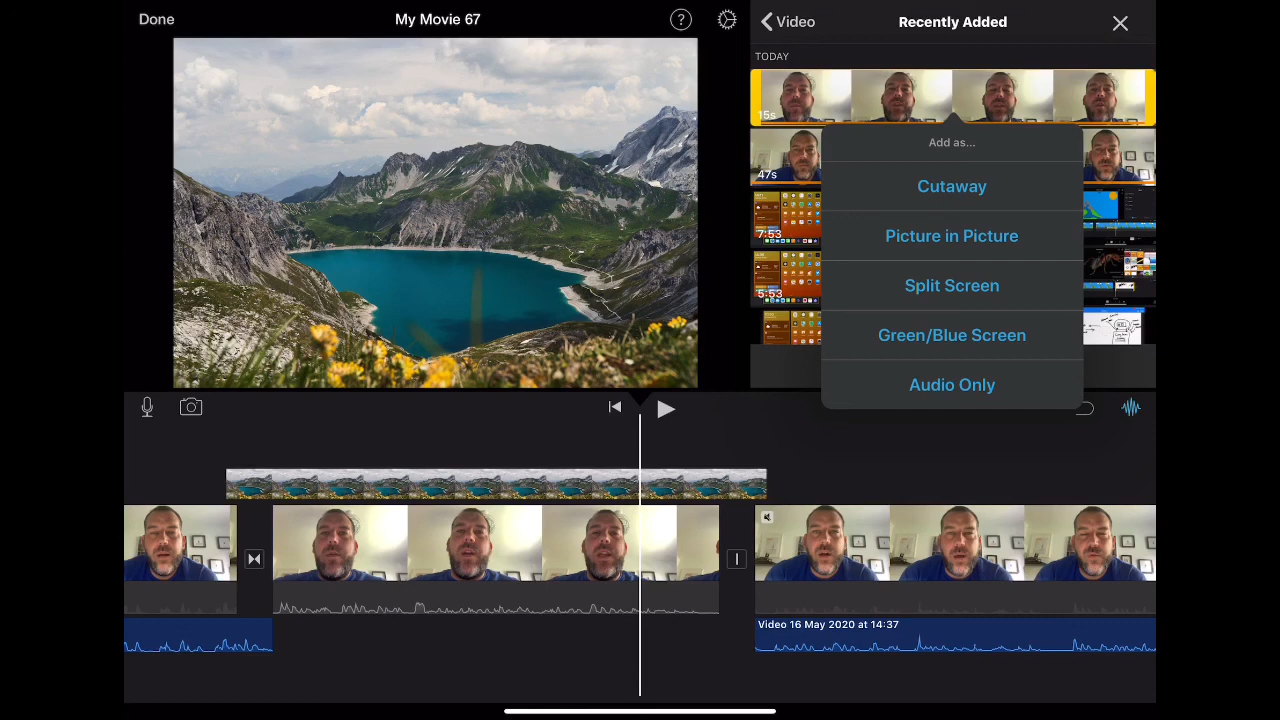 Done
My Movie 67
?
Video
Recently Added
TODAY
15s
Add as...
47s
Cutaway
7:53
Picture in Picture
5:53
Split Screen
Green/Blue Screen
Audio Only
Video 16 May 2020 at 14:37